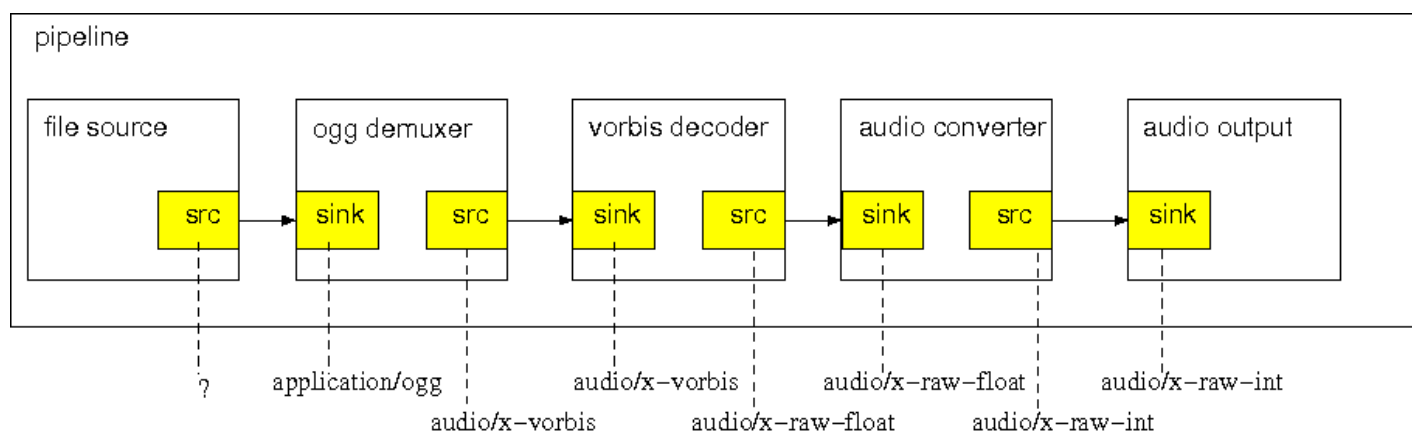 pipeline
file source
ogg demuxer
vorbis decoder
audio converter
audio output
src
sink
src
sink
src
sink
src
sink
?
application/ogg
audio/x-vorbis
audio/x-vorbis
audio/x-raw-float
audio/x-raw-float
audio/x-raw-int
audio/x-raw-int